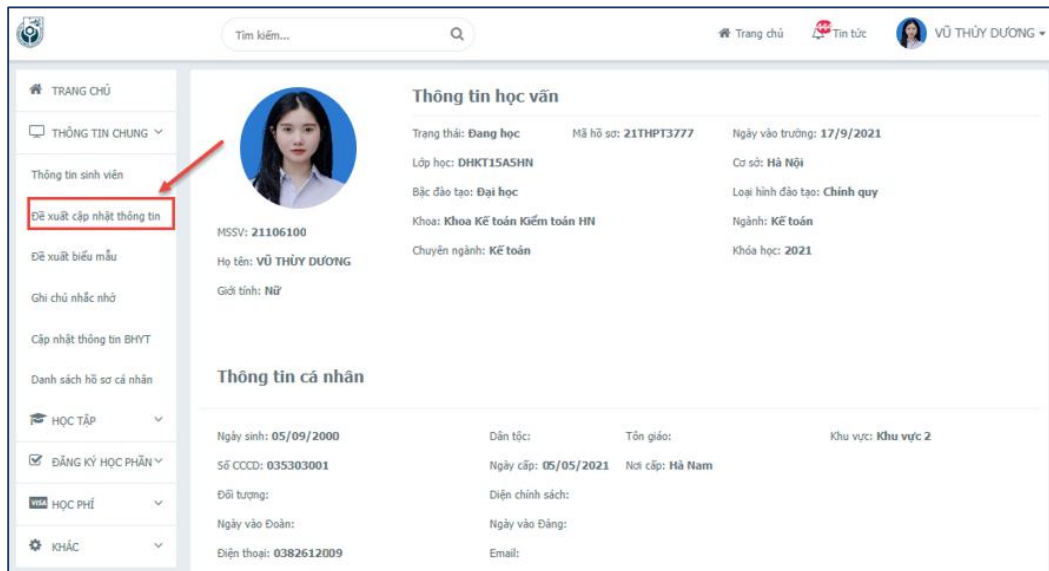 Tìm kiếm...
Trang chủ
Tin tức
VŨ THÙY DƯƠNG
TRANG CHỦ
THÔNG TIN CHUNG
Thông tin sinh viên
Đề xuất cập nhật thông tin
Đề xuất biểu mẫu
Ghi chú nhắc nhở
Cập nhật thông tin BHYT
Danh sách hồ sơ cá nhân
HỌC TẬP
ĐĂNG KÝ HỌC PHẦN
VISA HỌC PHÍ
KHÁC
MSSV: 21106100
Họ tên: VŨ THÙY DƯƠNG
Giới tính: Nữ
Thông tin học vấn
Trạng thái: Đang học Mã hồ sơ: 21THPT3777 Ngày vào trường: 17/9/2021
Lớp học: DHKT15A5HN Cơ sở: Hà Nội
Bậc đào tạo: Đại học Loại hình đào tạo: Chính quy
Khoa: Khoa Kế toán Kiểm toán HN Ngành: Kế toán
Chuyên ngành: Kế toán Khóa học: 2021
Thông tin cá nhân
Ngày sinh: 05/09/2000 Dân tộc: Tôn giáo: Khu vực: Khu vực 2
Số CCCD: 035303001 Ngày cấp: 05/05/2021 Nơi cấp: Hà Nam
Đối tượng: Diện chính sách:
Ngày vào Đoàn: Ngày vào Đảng:
Điện thoại: 0382612009 Email: